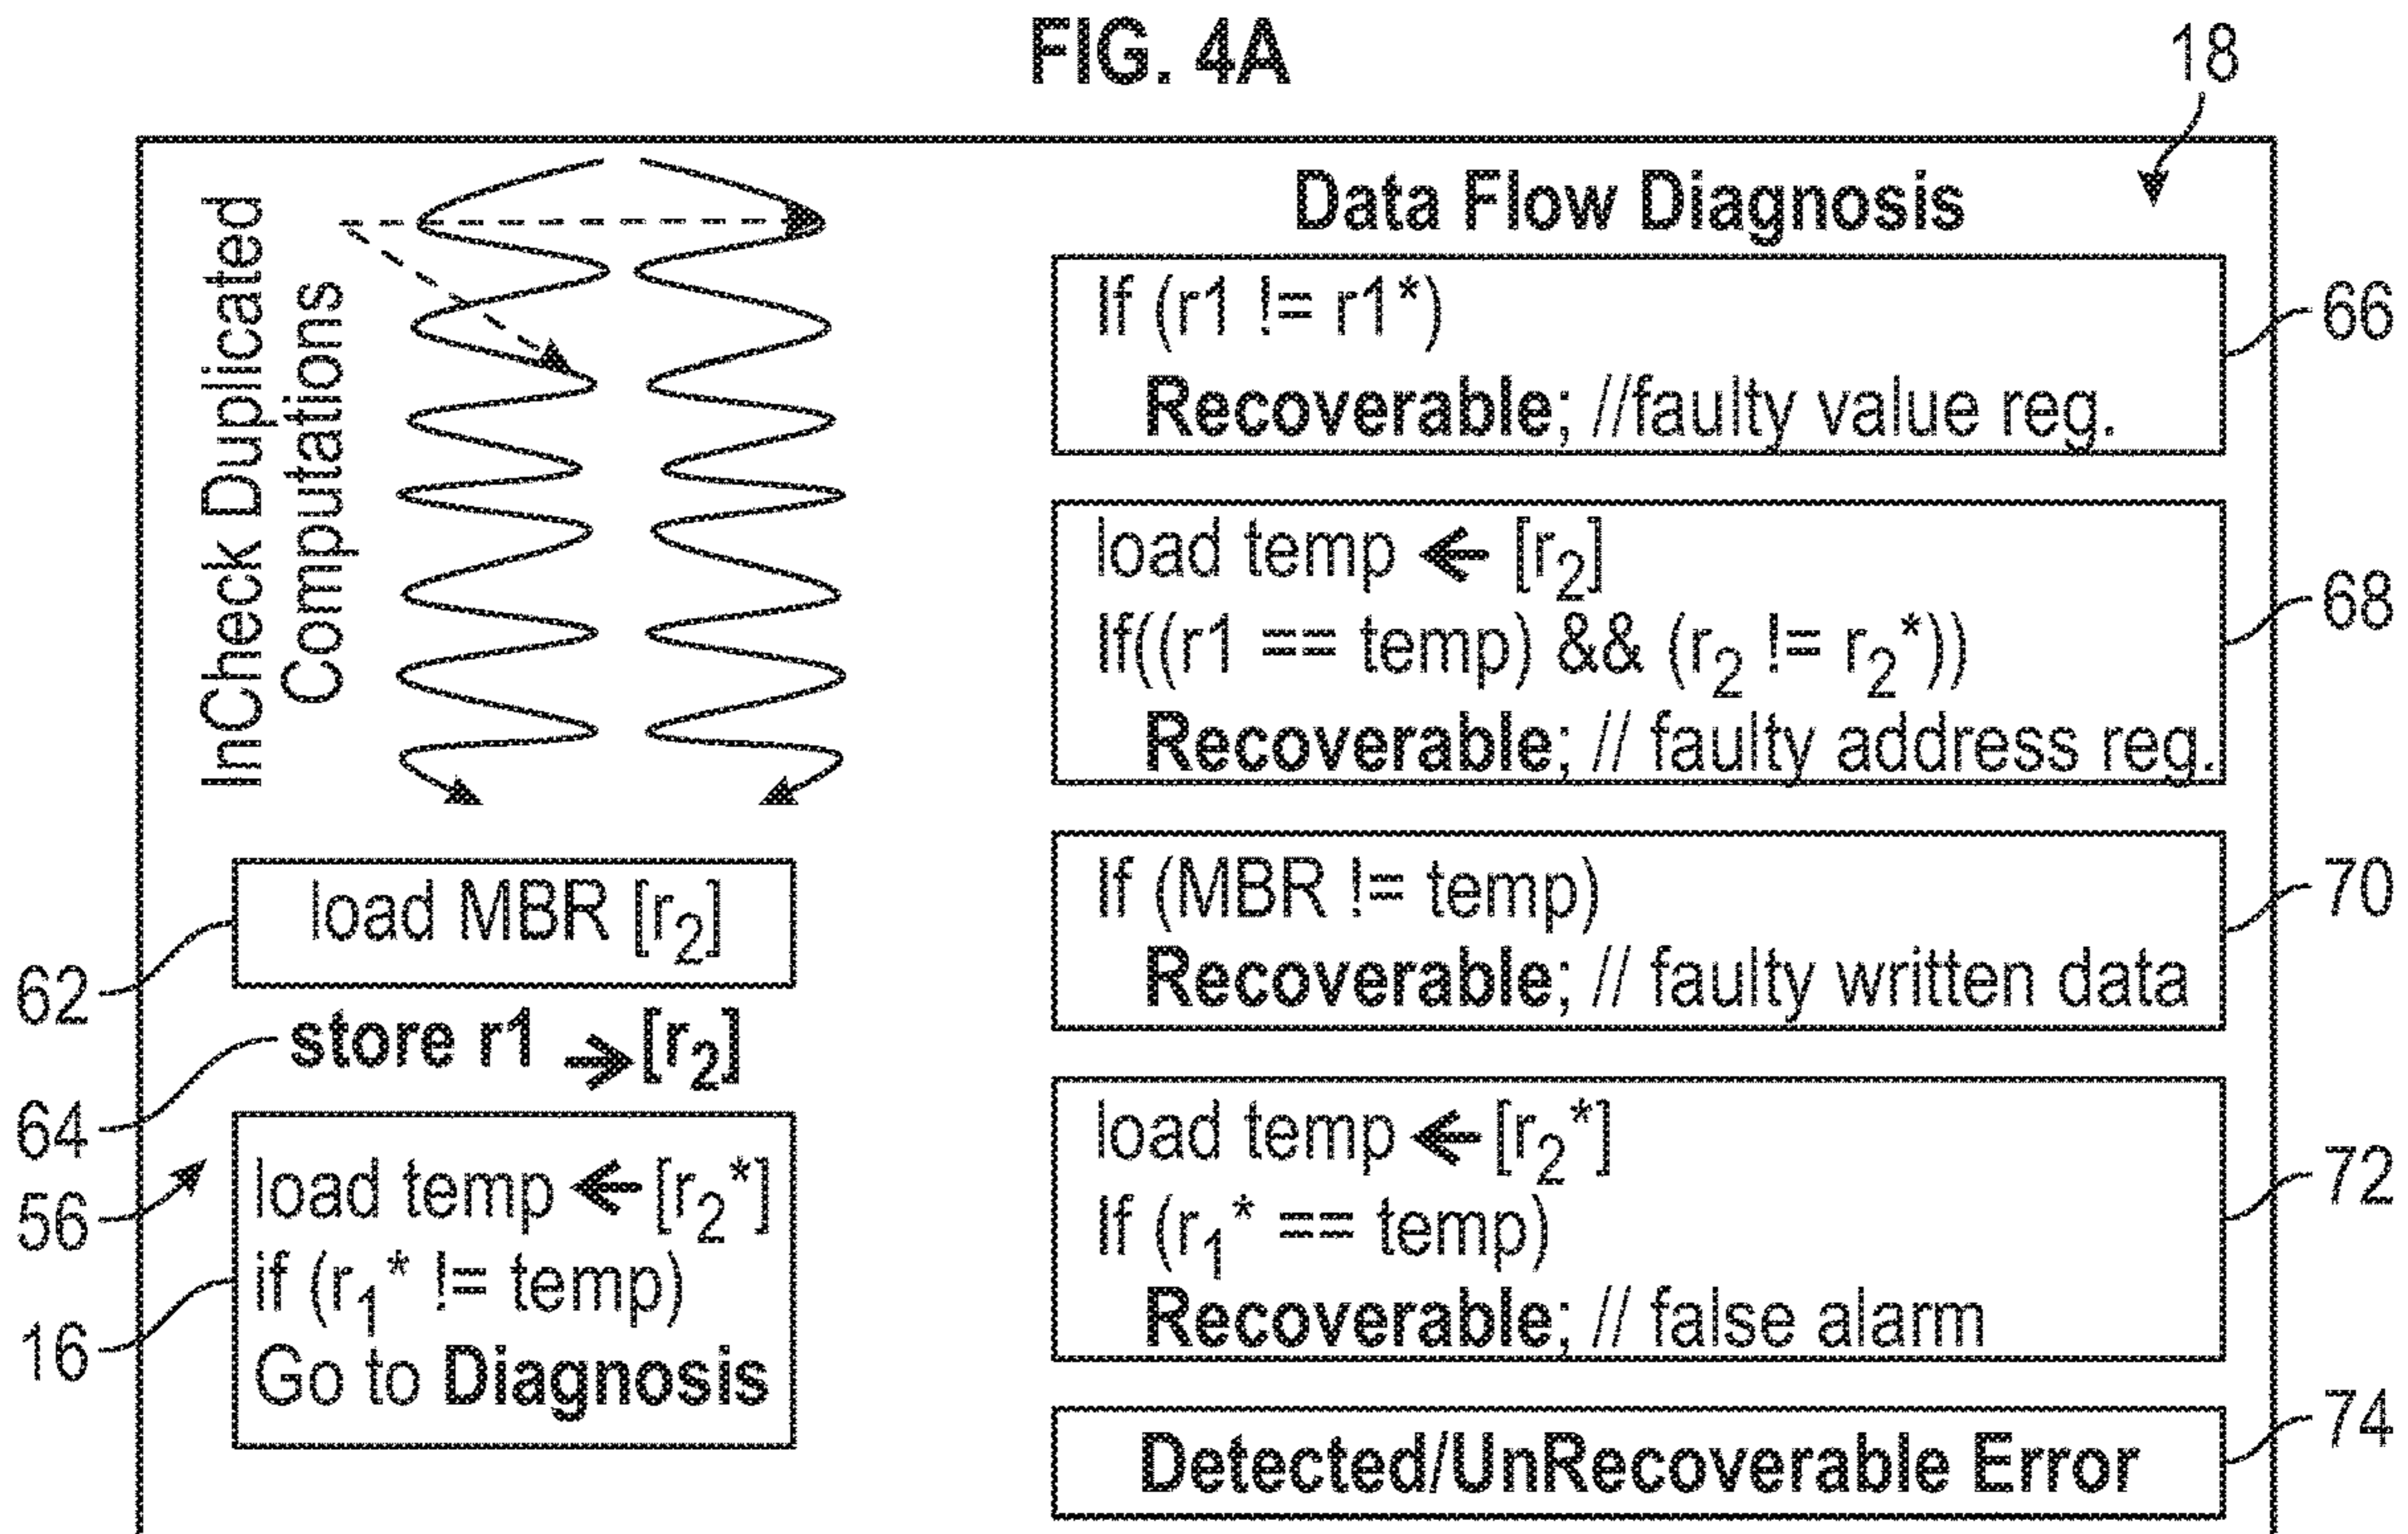 FIG. 4A
18
InCheck Duplicated
Computations
load MBR [r2]
62
store r1 →[r2]
64
56
load temp ← [r2*]
if (r1* != temp)
Go to Diagnosis
16
Data Flow Diagnosis
If (r1 != r1*)
Recoverable; //faulty value reg.
66
load temp ← [r2]
If((r1 == temp) && (r2 != r2*))
Recoverable; // faulty address reg.
68
If (MBR != temp)
Recoverable; // faulty written data
70
load temp ← [r2*]
If (r1* == temp)
Recoverable; // false alarm
72
Detected/UnRecoverable Error
74